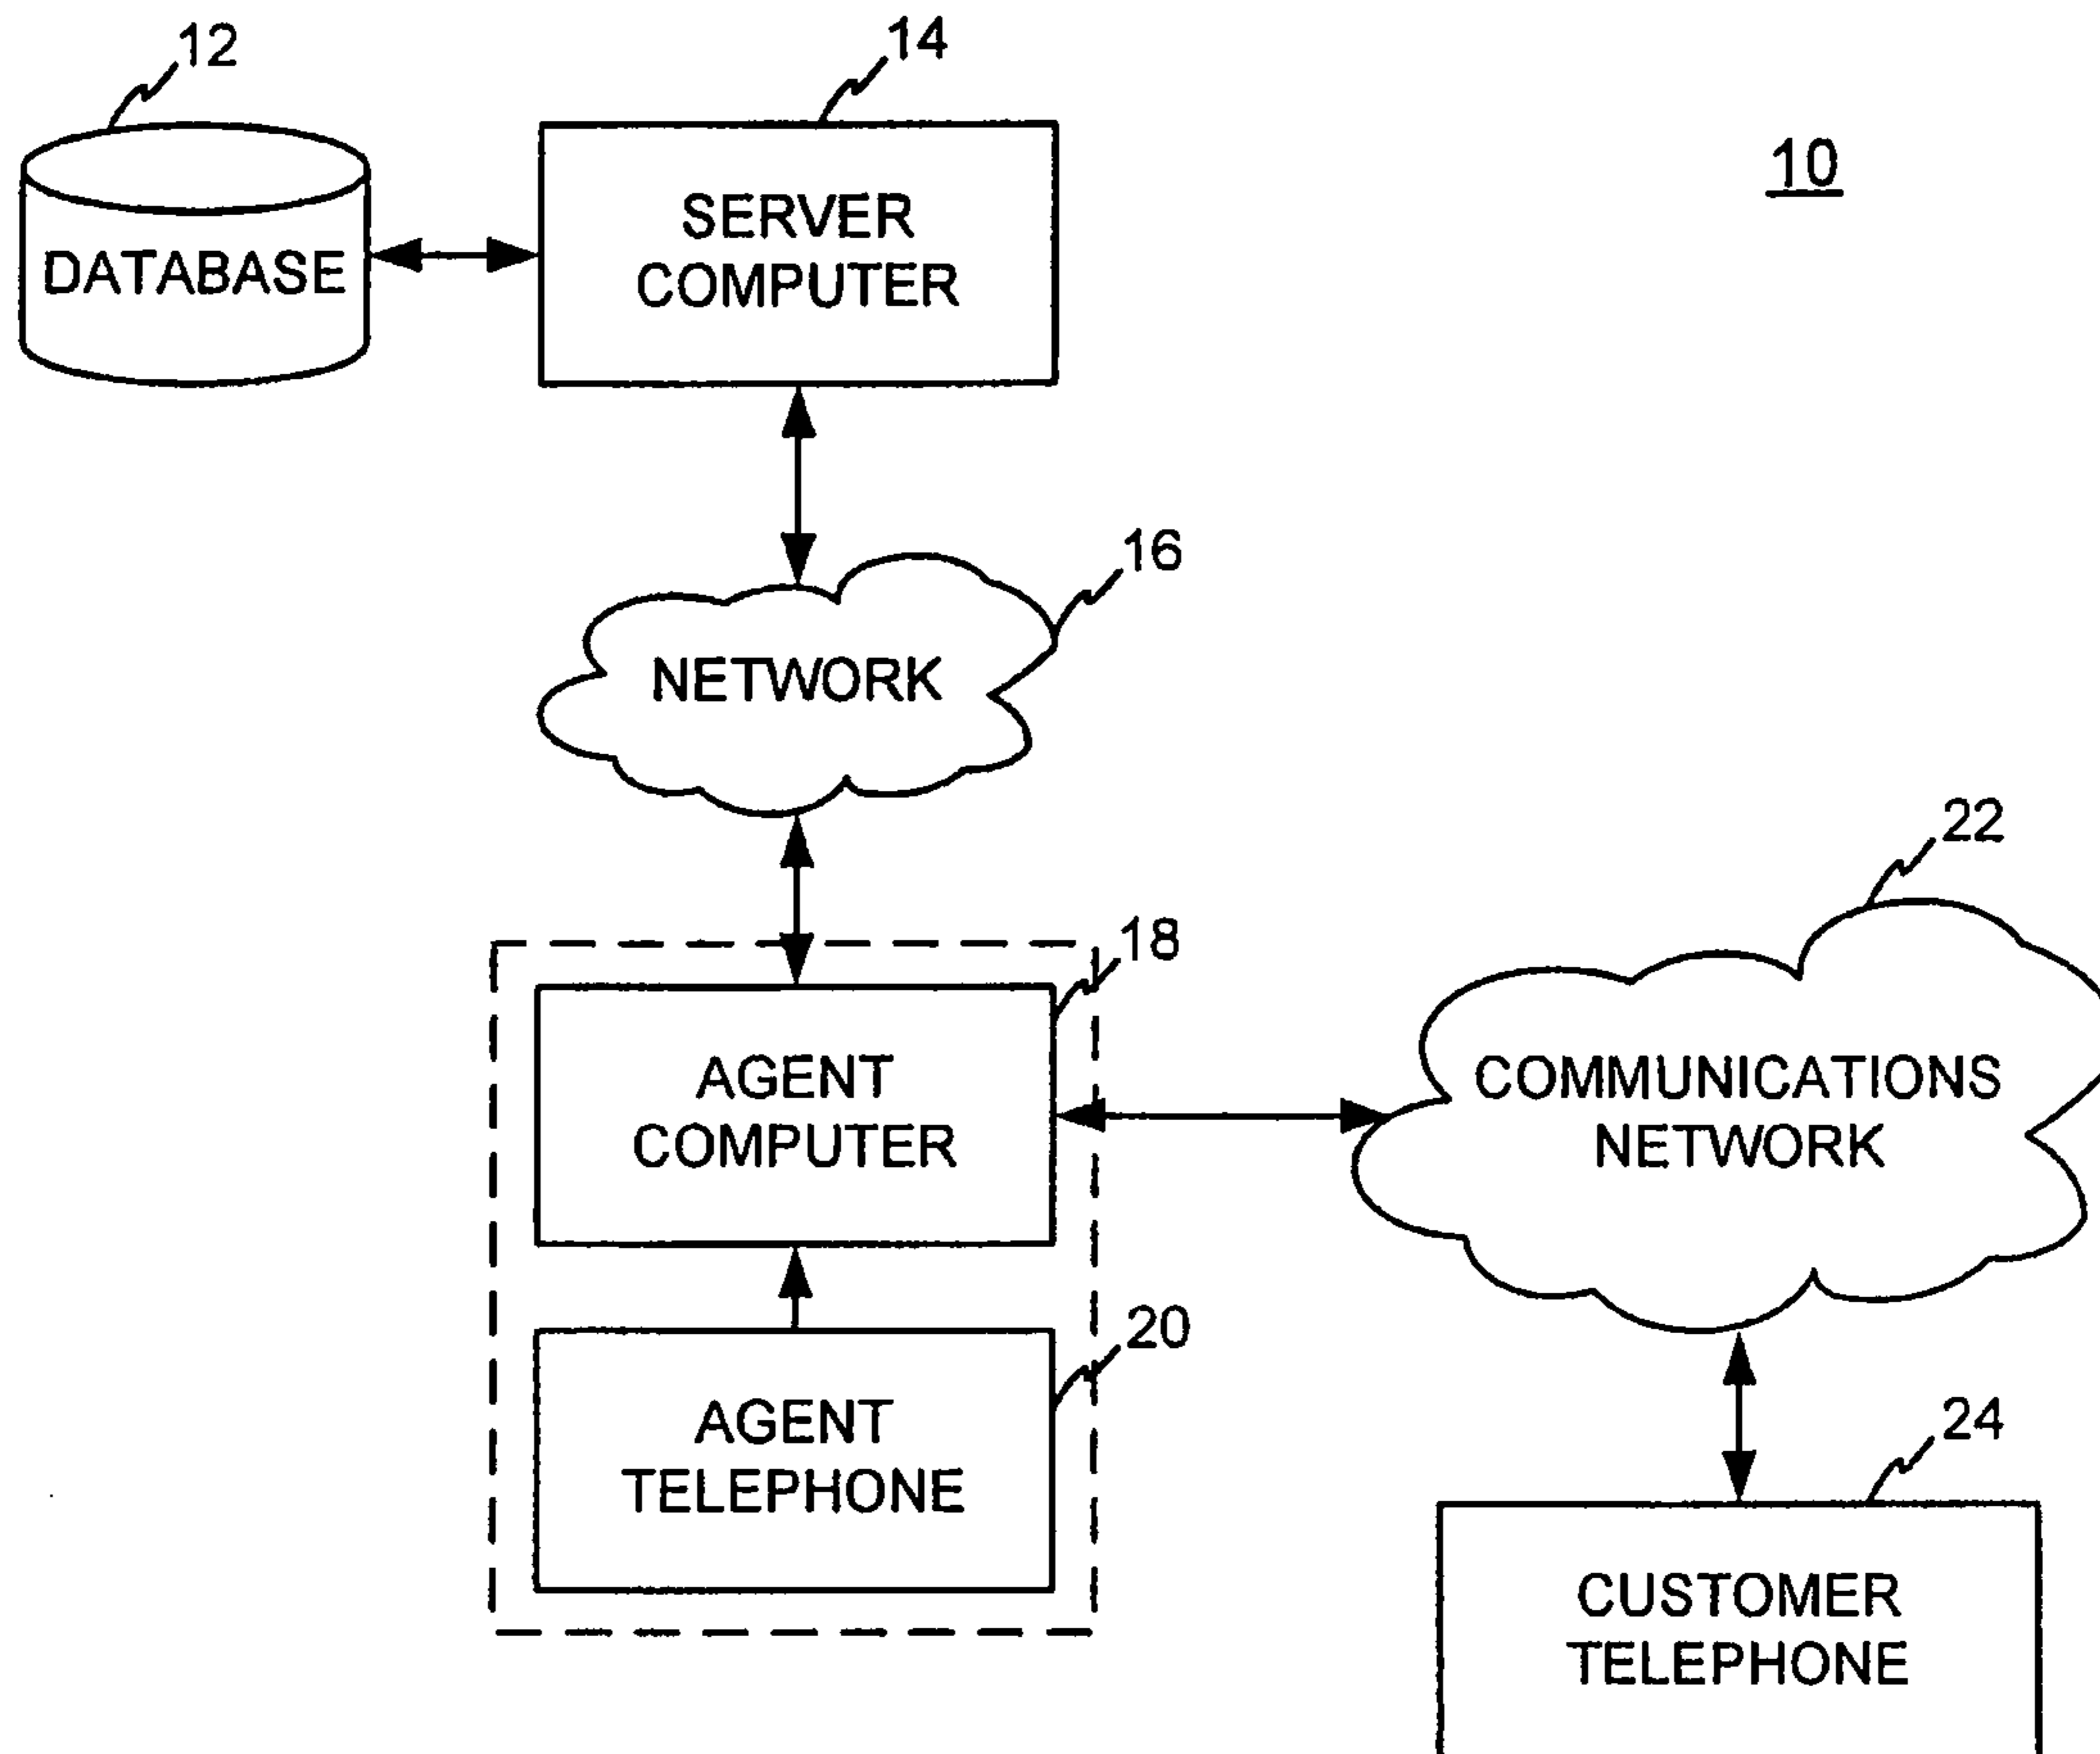 12
14
10
DATABASE
SERVER
COMPUTER
16
NETWORK
22
18
AGENT
COMPUTER
COMMUNICATIONS
NETWORK
20
AGENT
TELEPHONE
24
CUSTOMER
TELEPHONE